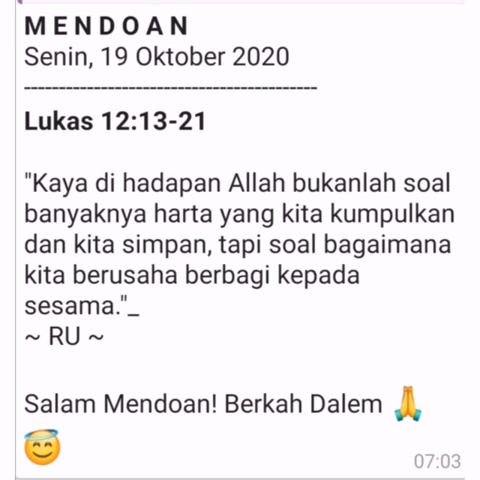 M E N D O A N
Senin, 19 Oktober 2020
------------------------------------------
Lukas 12:13-21
"Kaya di hadapan Allah bukanlah soal
banyaknya harta yang kita kumpulkan
dan kita simpan, tapi soal bagaimana
kita berusaha berbagi kepada
sesama."_
~ RU ~
Salam Mendoan! Berkah Dalem 🙏
😇
07:03